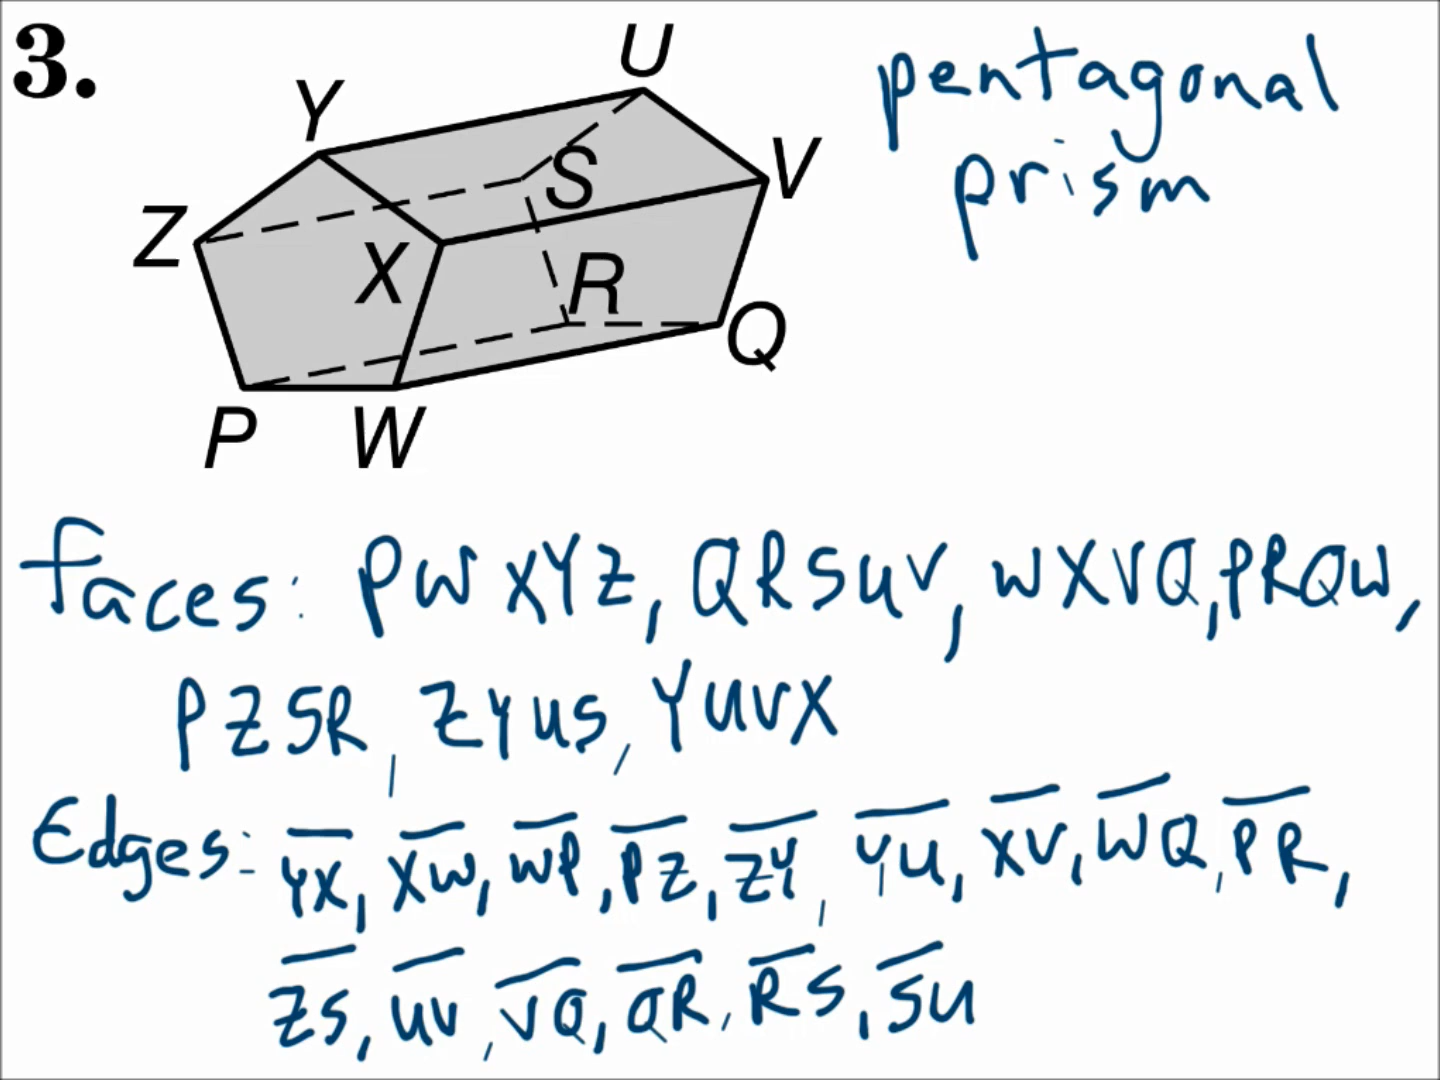 3.
pentagonal
prism
U
Y
S
V
Z
X
R
Q
P W
faces: PWXYZ, QRSUV, WXVQ, PRQW,
PZSR, ZYUS, YUVX
Edges: YX, XW, WP, PZ, ZY, YU, XV, WQ, PR,
ZS, UV, VQ, QR, RS, SU